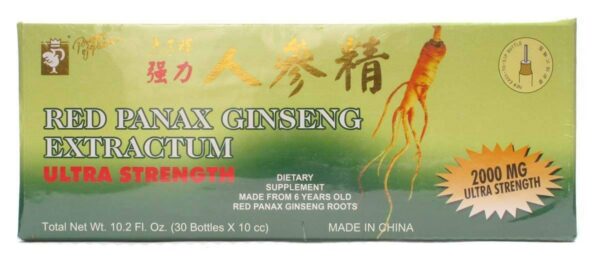 强力 人參精
RED PANAX GINSENG
EXTRACTUM
ULTRA STRENGTH
DIETARY
SUPPLEMENT
MADE FROM 6 YEARS OLD
RED PANAX GINSENG ROOTS
2000 MG
ULTRA STRENGTH
Total Net Wt. 10.2 Fl. Oz. (30 Bottles X 10 cc)
MADE IN CHINA